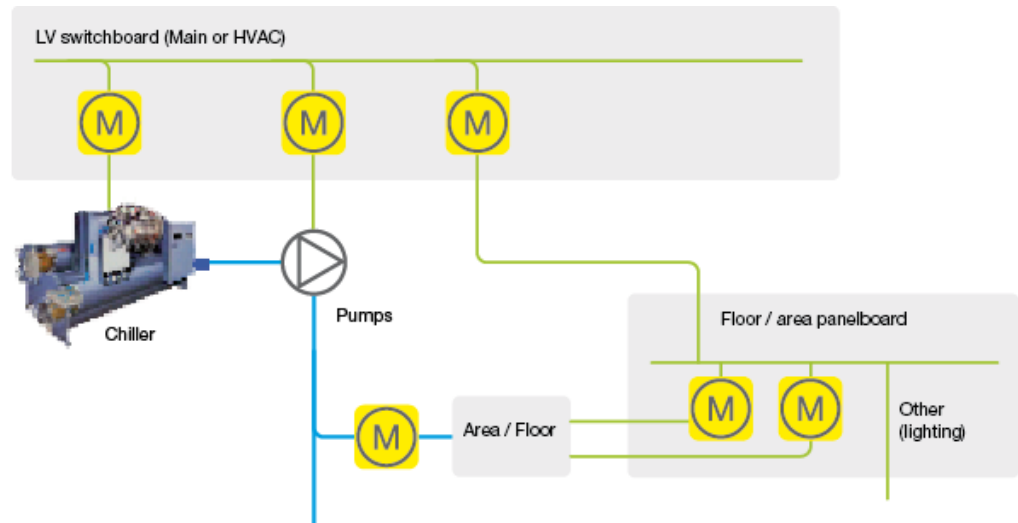 LV switchboard (Main or HVAC)
M
M
M
Chiller
Pumps
Floor / area panelboard
M
M
M
Area / Floor
Other
(lighting)